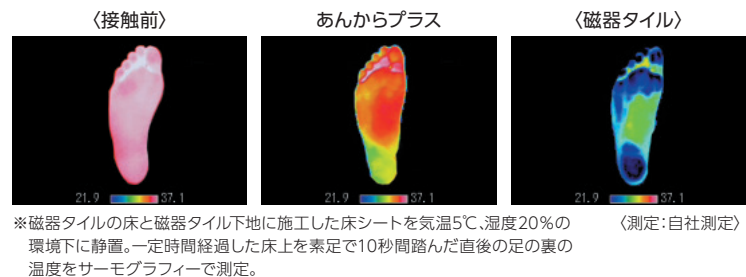 〈接触前〉
あんからプラス
〈磁器タイル〉
21.9 37.1
21.9 37.1
21.9 37.1
※磁器タイルの床と磁器タイル下地に施工した床シートを気温5℃、湿度20％の
環境下に静置。一定時間経過した床上を素足で10秒間踏んだ直後の足の裏の
温度をサーモグラフィーで測定。
〈測定：自社測定〉